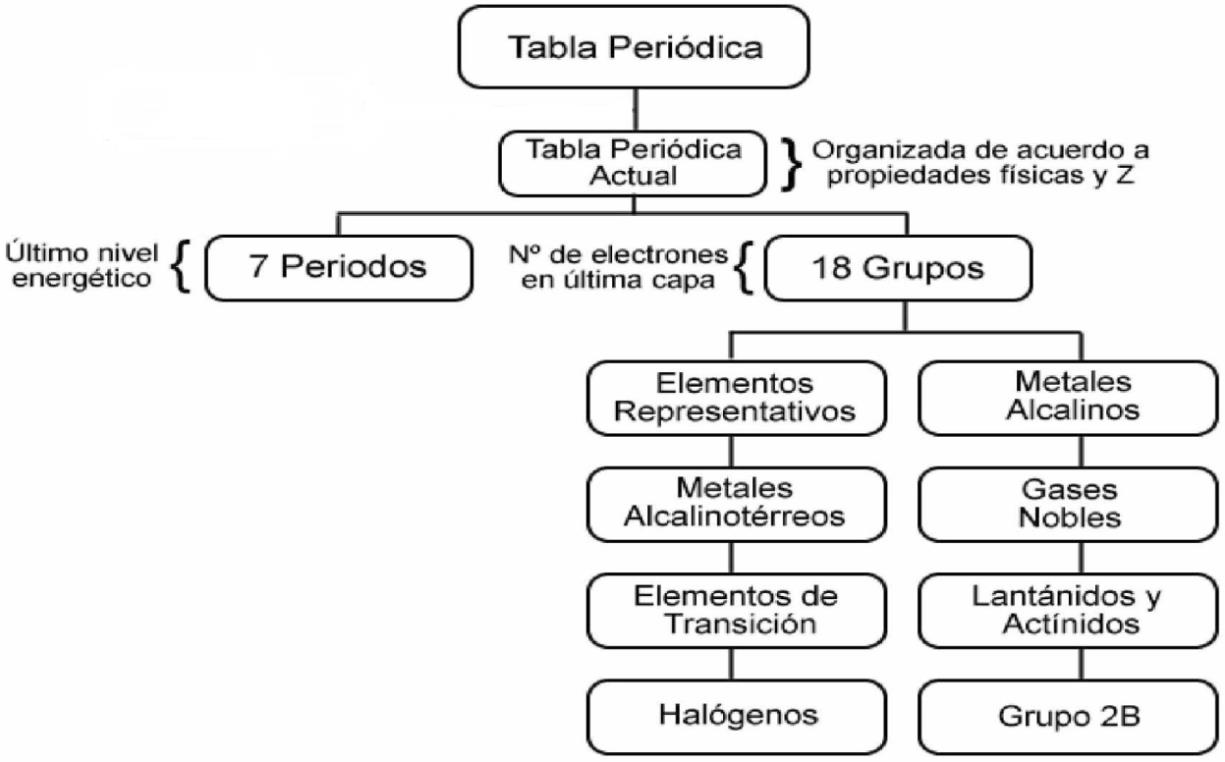 Tabla Periódica
Tabla Periódica
Actual
Organizada de acuerdo a
propiedades físicas y Z
Último nivel
energético
7 Periodos
Nº de electrones
en última capa
18 Grupos
Elementos
Representativos
Metales
Alcalinos
Metales
Alcalinotérreos
Gases
Nobles
Elementos de
Transición
Lantánidos y
Actínidos
Halógenos
Grupo 2B